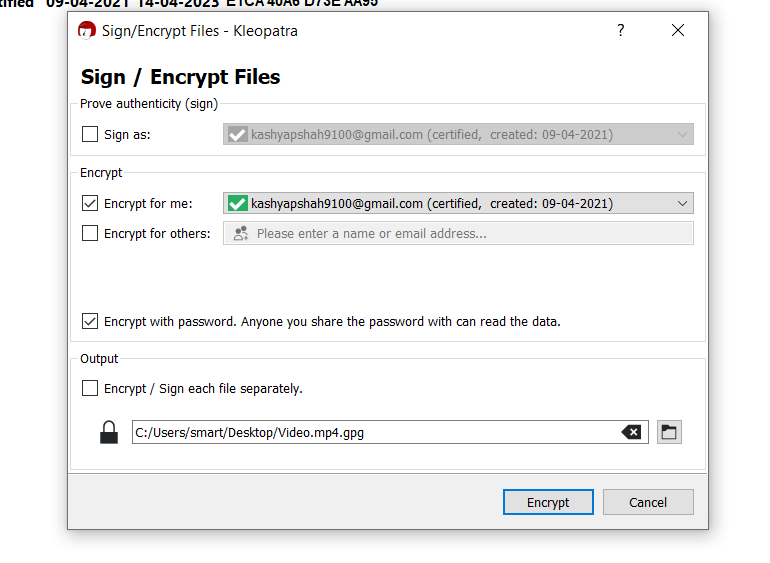 tified 09-04-2021 14-04-2023 E1CA 40A6 D73E AA95
Sign/Encrypt Files - Kleopatra
Sign / Encrypt Files
Prove authenticity (sign)
Sign as: kashyapshah9100@gmail.com (certified, created: 09-04-2021)
Encrypt
Encrypt for me: kashyapshah9100@gmail.com (certified, created: 09-04-2021)
Encrypt for others: Please enter a name or email address...
Encrypt with password. Anyone you share the password with can read the data.
Output
Encrypt / Sign each file separately.
C:/Users/smart/Desktop/Video.mp4.gpg
Encrypt Cancel